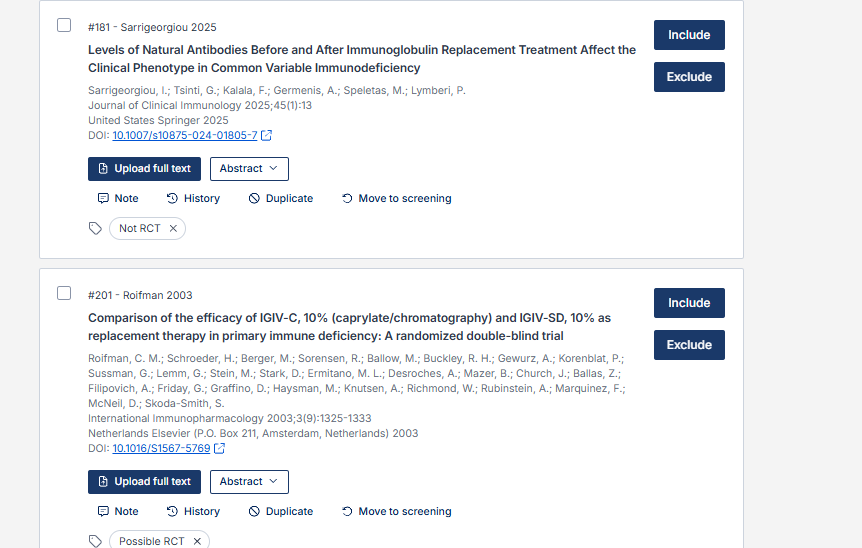 #181 - Sarrigeorgiou 2025
Include
Levels of Natural Antibodies Before and After Immunoglobulin Replacement Treatment Affect the
Clinical Phenotype in Common Variable Immunodeficiency
Exclude
Sarrigeorgiou, I.; Tsinti, G.; Kalala, F.; Germenis, A.; Speletas, M.; Lymberi, P.
Journal of Clinical Immunology 2025;45(1):13
United States Springer 2025
DOI: 10.1007/s10875-024-01805-7
Upload full text Abstract
Note History Duplicate Move to screening
Not RCT
#201 - Roifman 2003
Include
Comparison of the efficacy of IGIV-C, 10% (caprylate/chromatography) and IGIV-SD, 10% as
replacement therapy in primary immune deficiency: A randomized double-blind trial
Exclude
Roifman, C. M.; Schroeder, H.; Berger, M.; Sorensen, R.; Ballow, M.; Buckley, R. H.; Gewurz, A.; Korenblat, P.;
Sussman, G.; Lemm, G.; Stein, M.; Stark, D.; Ermitano, M. L.; Desroches, A.; Mazer, B.; Church, J.; Ballas, Z.;
Filipovich, A.; Friday, G.; Graffino, D.; Haysman, M.; Knutsen, A.; Richmond, W.; Rubinstein, A.; Marquinez, F.;
McNeil, D.; Skoda-Smith, S.
International Immunopharmacology 2003;3(9):1325-1333
Netherlands Elsevier (P.O. Box 211, Amsterdam, Netherlands) 2003
DOI: 10.1016/S1567-5769
Upload full text Abstract
Note History Duplicate Move to screening
Possible RCT